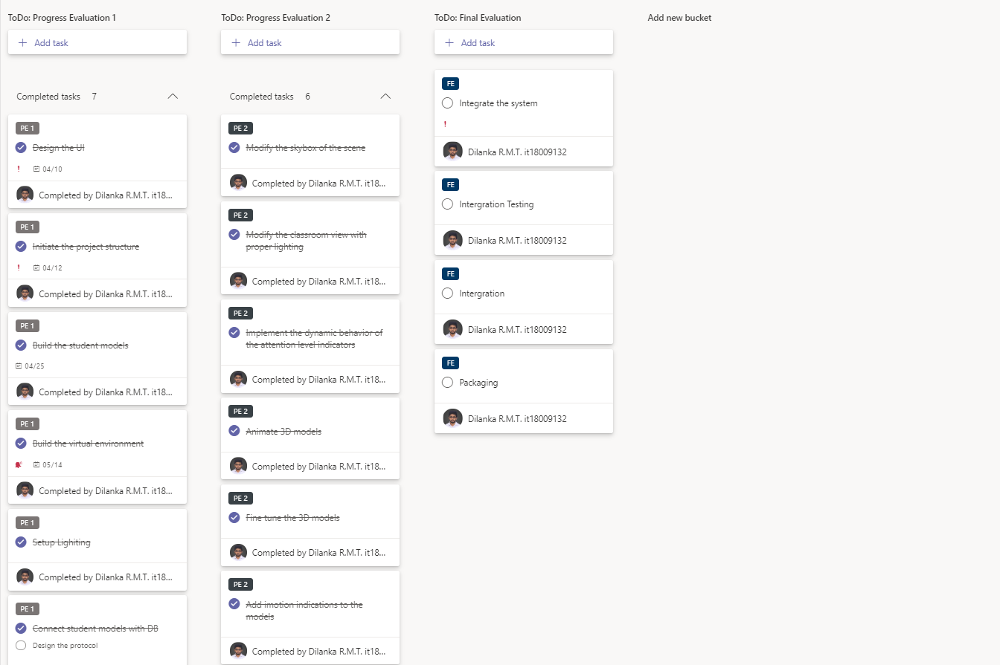 ToDo: Progress Evaluation 1
Add task
Completed tasks 7
PE 1
Design the UI
! 04/10
Completed by Dilanka R.M.T. it18...
PE 1
Initiate the project structure
! 04/12
Completed by Dilanka R.M.T. it18...
PE 1
Build the student models
04/25
Completed by Dilanka R.M.T. it18...
PE 1
Build the virtual environment
05/14
Completed by Dilanka R.M.T. it18...
PE 1
Setup Lighiting
Completed by Dilanka R.M.T. it18...
PE 1
Connect student models with DB
Design the protocol
ToDo: Progress Evaluation 2
Add task
Completed tasks 6
PE 2
Modify the skybox of the scene
Completed by Dilanka R.M.T. it18...
PE 2
Modify the classroom view with
proper lighting
Completed by Dilanka R.M.T. it18...
PE 2
Implement the dynamic behavior of
the attention level indicators
Completed by Dilanka R.M.T. it18...
PE 2
Animate 3D models
Completed by Dilanka R.M.T. it18...
PE 2
Fine tune the 3D models
Completed by Dilanka R.M.T. it18...
PE 2
Add imotion indications to the
models
Completed by Dilanka R.M.T. it18...
ToDo: Final Evaluation
Add task
FE
Integrate the system
!
Dilanka R.M.T. it18009132
FE
Intergration Testing
Dilanka R.M.T. it18009132
FE
Intergration
Dilanka R.M.T. it18009132
FE
Packaging
Dilanka R.M.T. it18009132
Add new bucket